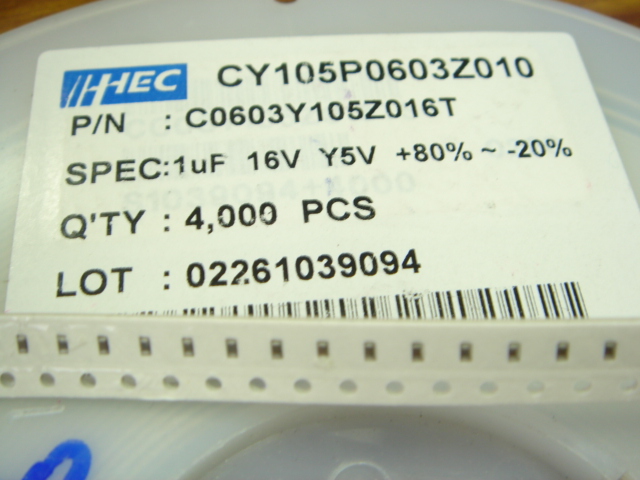 HEC CY105P0603Z010
P/N : C0603Y105Z016T
SPEC:1uF 16V Y5V +80% ~ -20%
Q'TY : 4,000 PCS
LOT : 02261039094